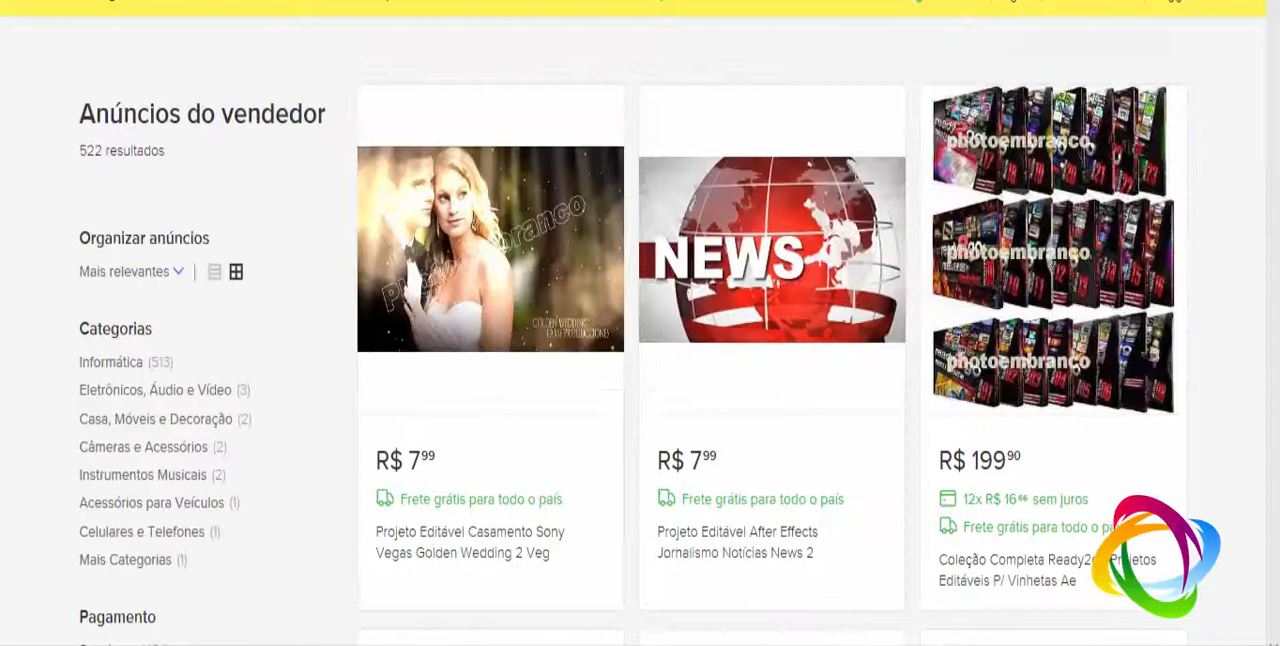 Anúncios do vendedor
522 resultados
Organizar anúncios
Mais relevantes
Categorias
Informática (513)
Eletrônicos, Áudio e Vídeo (3)
Casa, Móveis e Decoração (2)
Câmeras e Acessórios (2)
Instrumentos Musicais (2)
Acessórios para Veículos (1)
Celulares e Telefones (1)
Mais Categorias (1)
Pagamento
branco
GOLDEN WEDDING
R$ 7⁹⁹
Frete grátis para todo o país
Projeto Editável Casamento Sony
Vegas Golden Wedding 2 Veg
NEWS
R$ 7⁹⁹
Frete grátis para todo o país
Projeto Editável After Effects
Jornalismo Notícias News 2
photoembranco
photoembranco
photoembranco
R$ 199⁹⁰
12x R$ 16⁶⁶ sem juros
Frete grátis para todo o
Coleção Completa
Editáveis P/ Vinhetas Ae